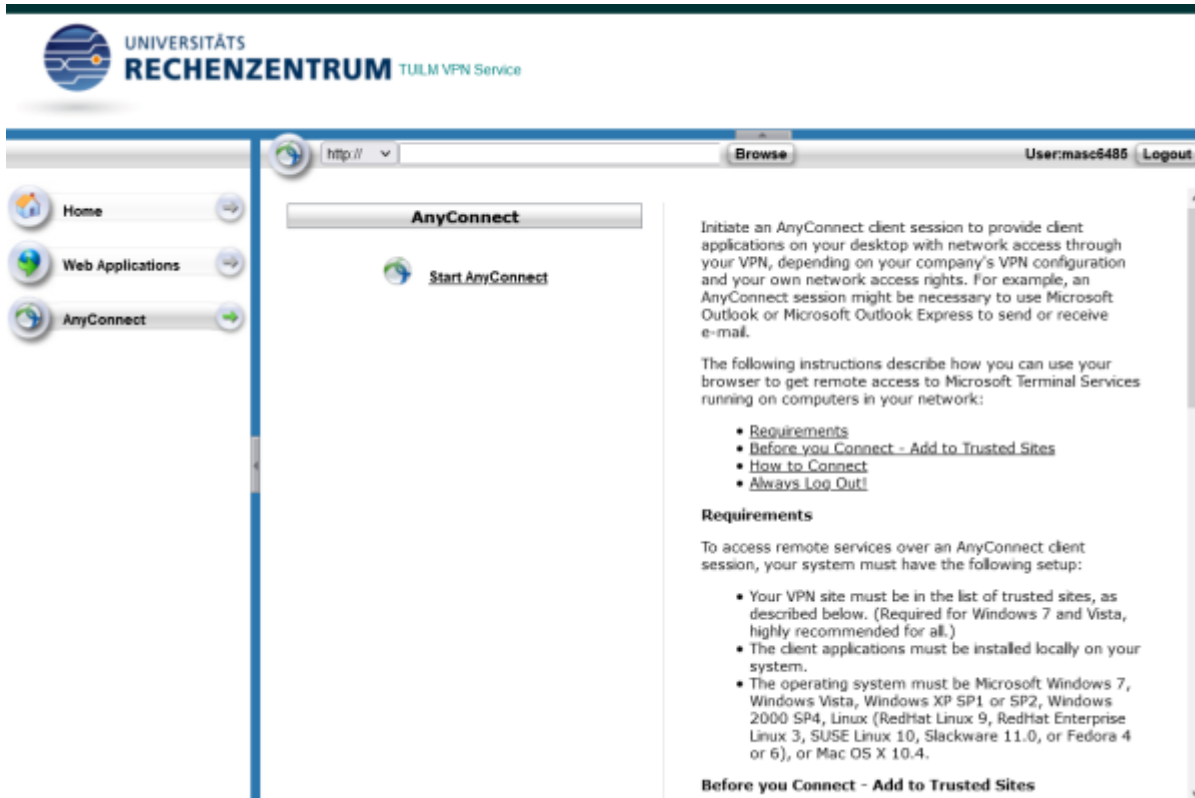 UNIVERSITÄTS
RECHENZENTRUM TUILM VPN Service
http://
Browse
User:masc6485
Logout
Home
Web Applications
AnyConnect
AnyConnect
Start AnyConnect
Initiate an AnyConnect client session to provide client
applications on your desktop with network access through
your VPN, depending on your company's VPN configuration
and your own network access rights. For example, an
AnyConnect session might be necessary to use Microsoft
Outlook or Microsoft Outlook Express to send or receive
e-mail.
The following instructions describe how you can use your
browser to get remote access to Microsoft Terminal Services
running on computers in your network:
• Requirements
• Before you Connect - Add to Trusted Sites
• How to Connect
• Always Log Out!
Requirements
To access remote services over an AnyConnect client
session, your system must have the following setup:
• Your VPN site must be in the list of trusted sites, as
described below. (Required for Windows 7 and Vista,
highly recommended for all.)
• The client applications must be installed locally on your
system.
• The operating system must be Microsoft Windows 7,
Windows Vista, Windows XP SP1 or SP2, Windows
2000 SP4, Linux (RedHat Linux 9, RedHat Enterprise
Linux 3, SUSE Linux 10, Slackware 11.0, or Fedora 4
or 6), or Mac OS X 10.4.
Before you Connect - Add to Trusted Sites